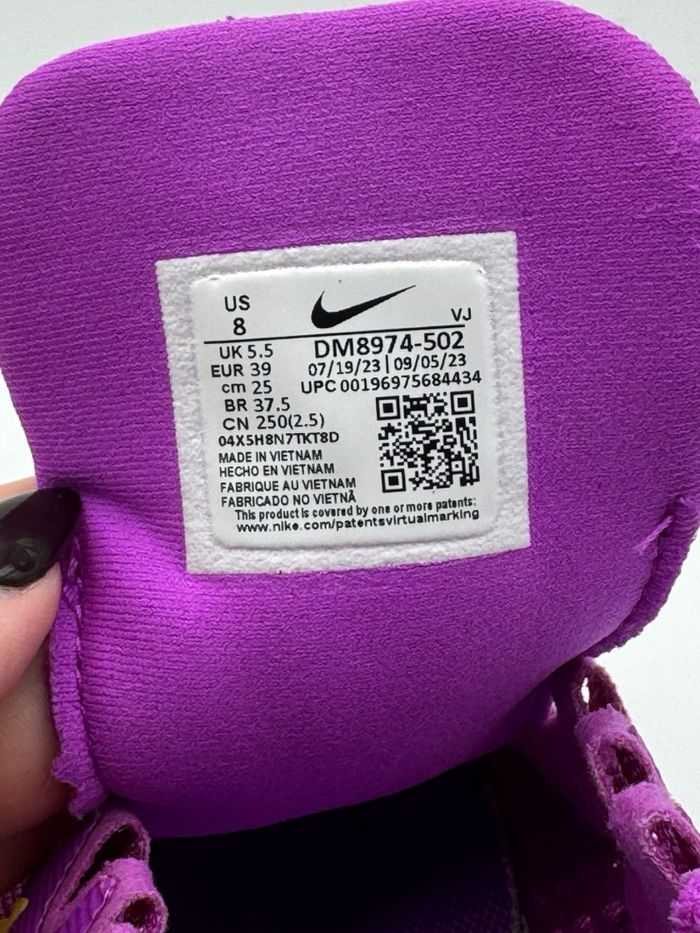 US
8
VJ
UK 5.5
DM8974-502
EUR 39
07/19/23 | 09/05/23
cm 25
UPC 00196975684434
BR 37.5
CN 250(2.5)
04X5H8N7TKT8D
MADE IN VIETNAM
HECHO EN VIETNAM
FABRIQUE AU VIETNAM
FABRICADO NO VIETNÃ
This product is covered by one or more patents:
www.nike.com/patentsvirtualmarking